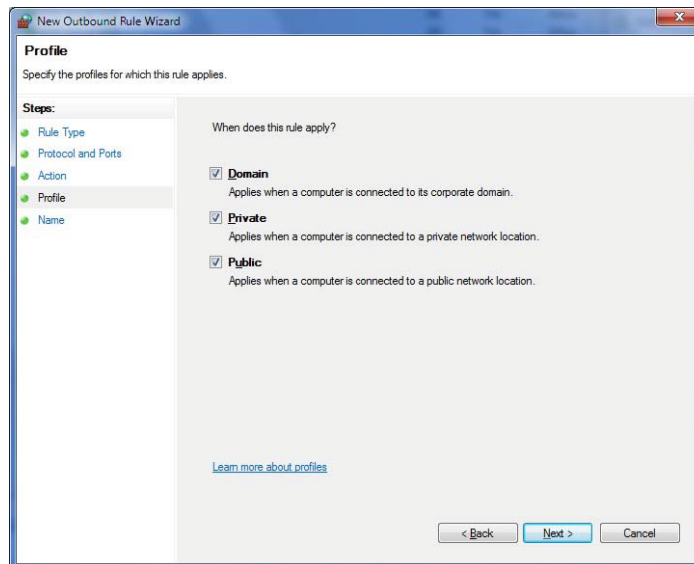 New Outbound Rule Wizard
Profile
Specify the profiles for which this rule applies.
Steps:
Rule Type
Protocol and Ports
Action
Profile
Name
When does this rule apply?
Domain
Applies when a computer is connected to its corporate domain.
Private
Applies when a computer is connected to a private network location.
Public
Applies when a computer is connected to a public network location.
Learn more about profiles
< Back
Next >
Cancel